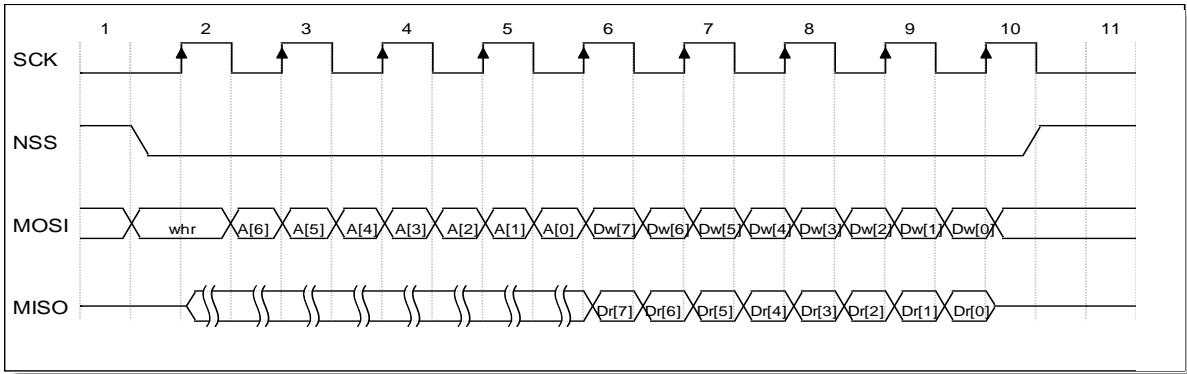 1 2 3 4 5 6 7 8 9 10 11
SCK
NSS
MOSI whr A[6] A[5] A[4] A[3] A[2] A[1] A[0] Dw[7] Dw[6] Dw[5] Dw[4] Dw[3] Dw[2] Dw[1] Dw[0]
MISO Dr[7] Dr[6] Dr[5] Dr[4] Dr[3] Dr[2] Dr[1] Dr[0]